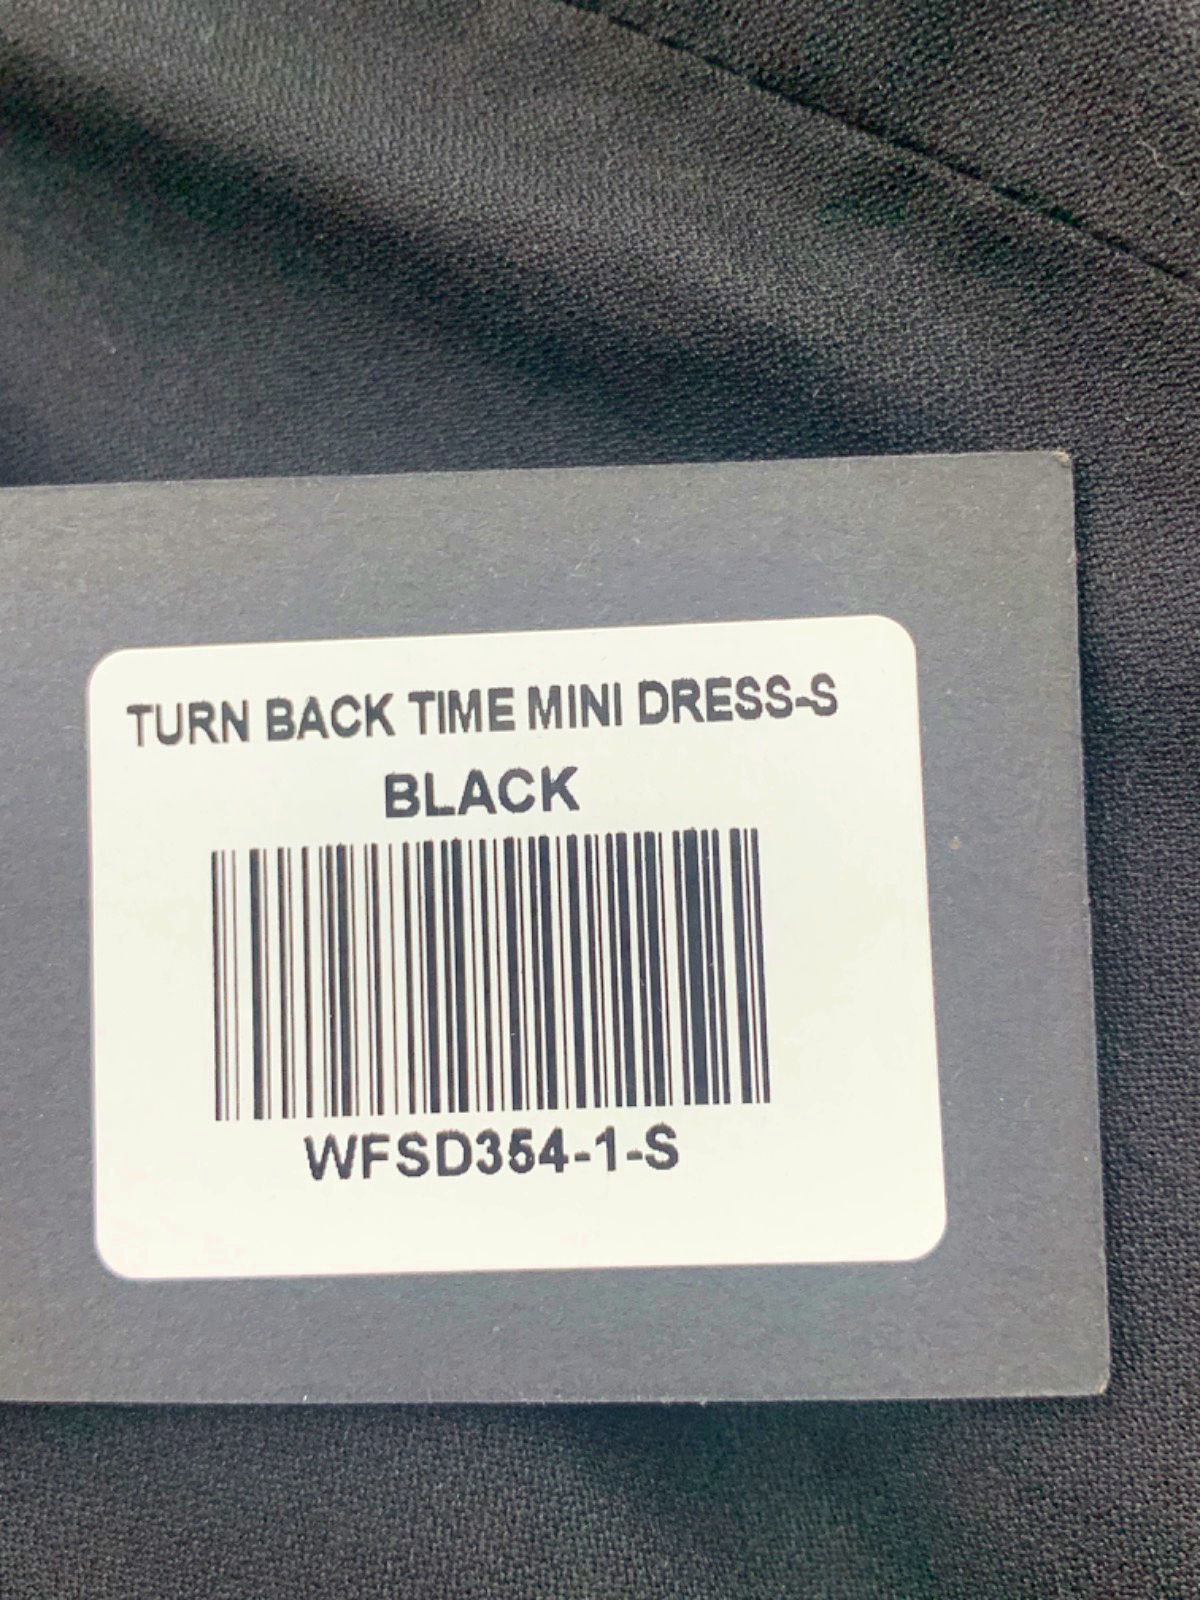 TURN BACK TIME MINI DRESS-S
BLACK
WFSD354-1-S